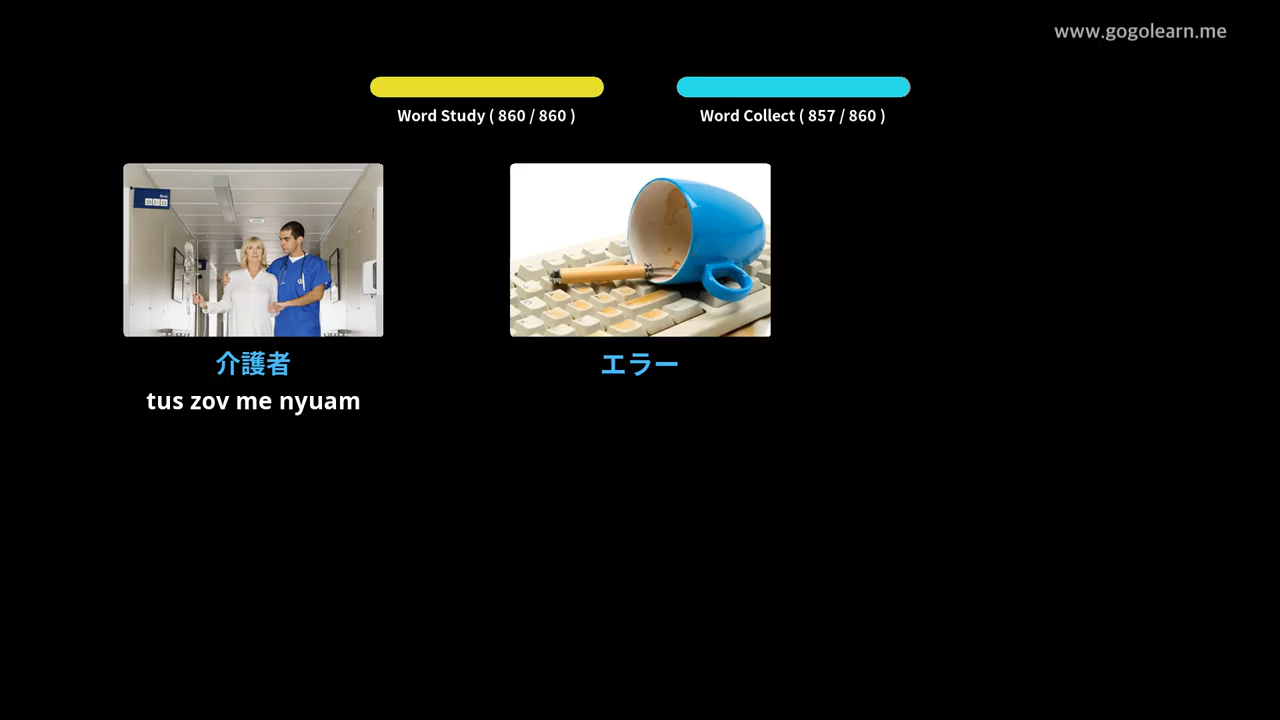 www.gogolearn.me
Word Study ( 860 / 860 )
Word Collect ( 857 / 860 )
介護者
tus zov me nyuam
エラー